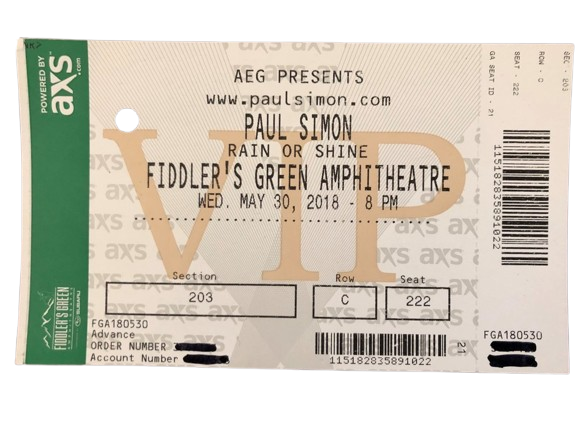 POWERED BY
axs.com
AEG PRESENTS
www.paulsimon.com
PAUL SIMON
RAIN OR SHINE
FIDDLER'S GREEN AMPHITHEATRE
WED. MAY 30, 2018 - 8 PM
VIP
Section Row Seat
203 C 222
FIDDLER'S GREEN
AMPHITHEATRE
SUBARU
FGA180530
Advance
ORDER NUMBER
Account Number
115182835891022
21
SEC - 203
ROW - C
SEAT - 222
GA SEAT ID - 21
115182835891022
FGA180530